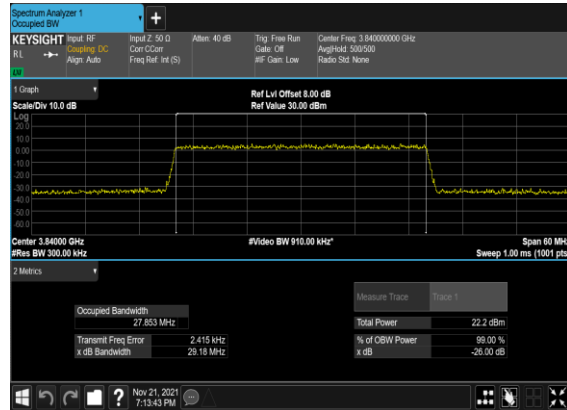 Spectrum Analyzer 1
Occupied BW
KEYSIGHT Input: RF Input Z: 50 Ω Atten: 40 dB Trig: Free Run Center Freq: 3.840000000 GHz
RL Coupling: DC Corr CCorr Gate: Off Avg|Hold: 500/500
Align: Auto Freq Ref: Int (S) #IF Gain: Low Radio Std: None
1 Graph
Ref Lvl Offset 8.00 dB
Scale/Div 10.0 dB Ref Value 30.00 dBm
Log
20.0
10.0
0.00
-10.0
-20.0
-30.0
-40.0
-50.0
-60.0
Center 3.84000 GHz #Video BW 910.00 kHz* Span 60 MHz
#Res BW 300.00 kHz Sweep 1.00 ms (1001 pts
2 Metrics
Measure Trace Trace 1
Occupied Bandwidth
27.853 MHz Total Power 22.2 dBm
Transmit Freq Error 2.415 kHz % of OBW Power 99.00 %
x dB Bandwidth 29.18 MHz x dB -26.00 dB
Nov 21, 2021
7:13:43 PM